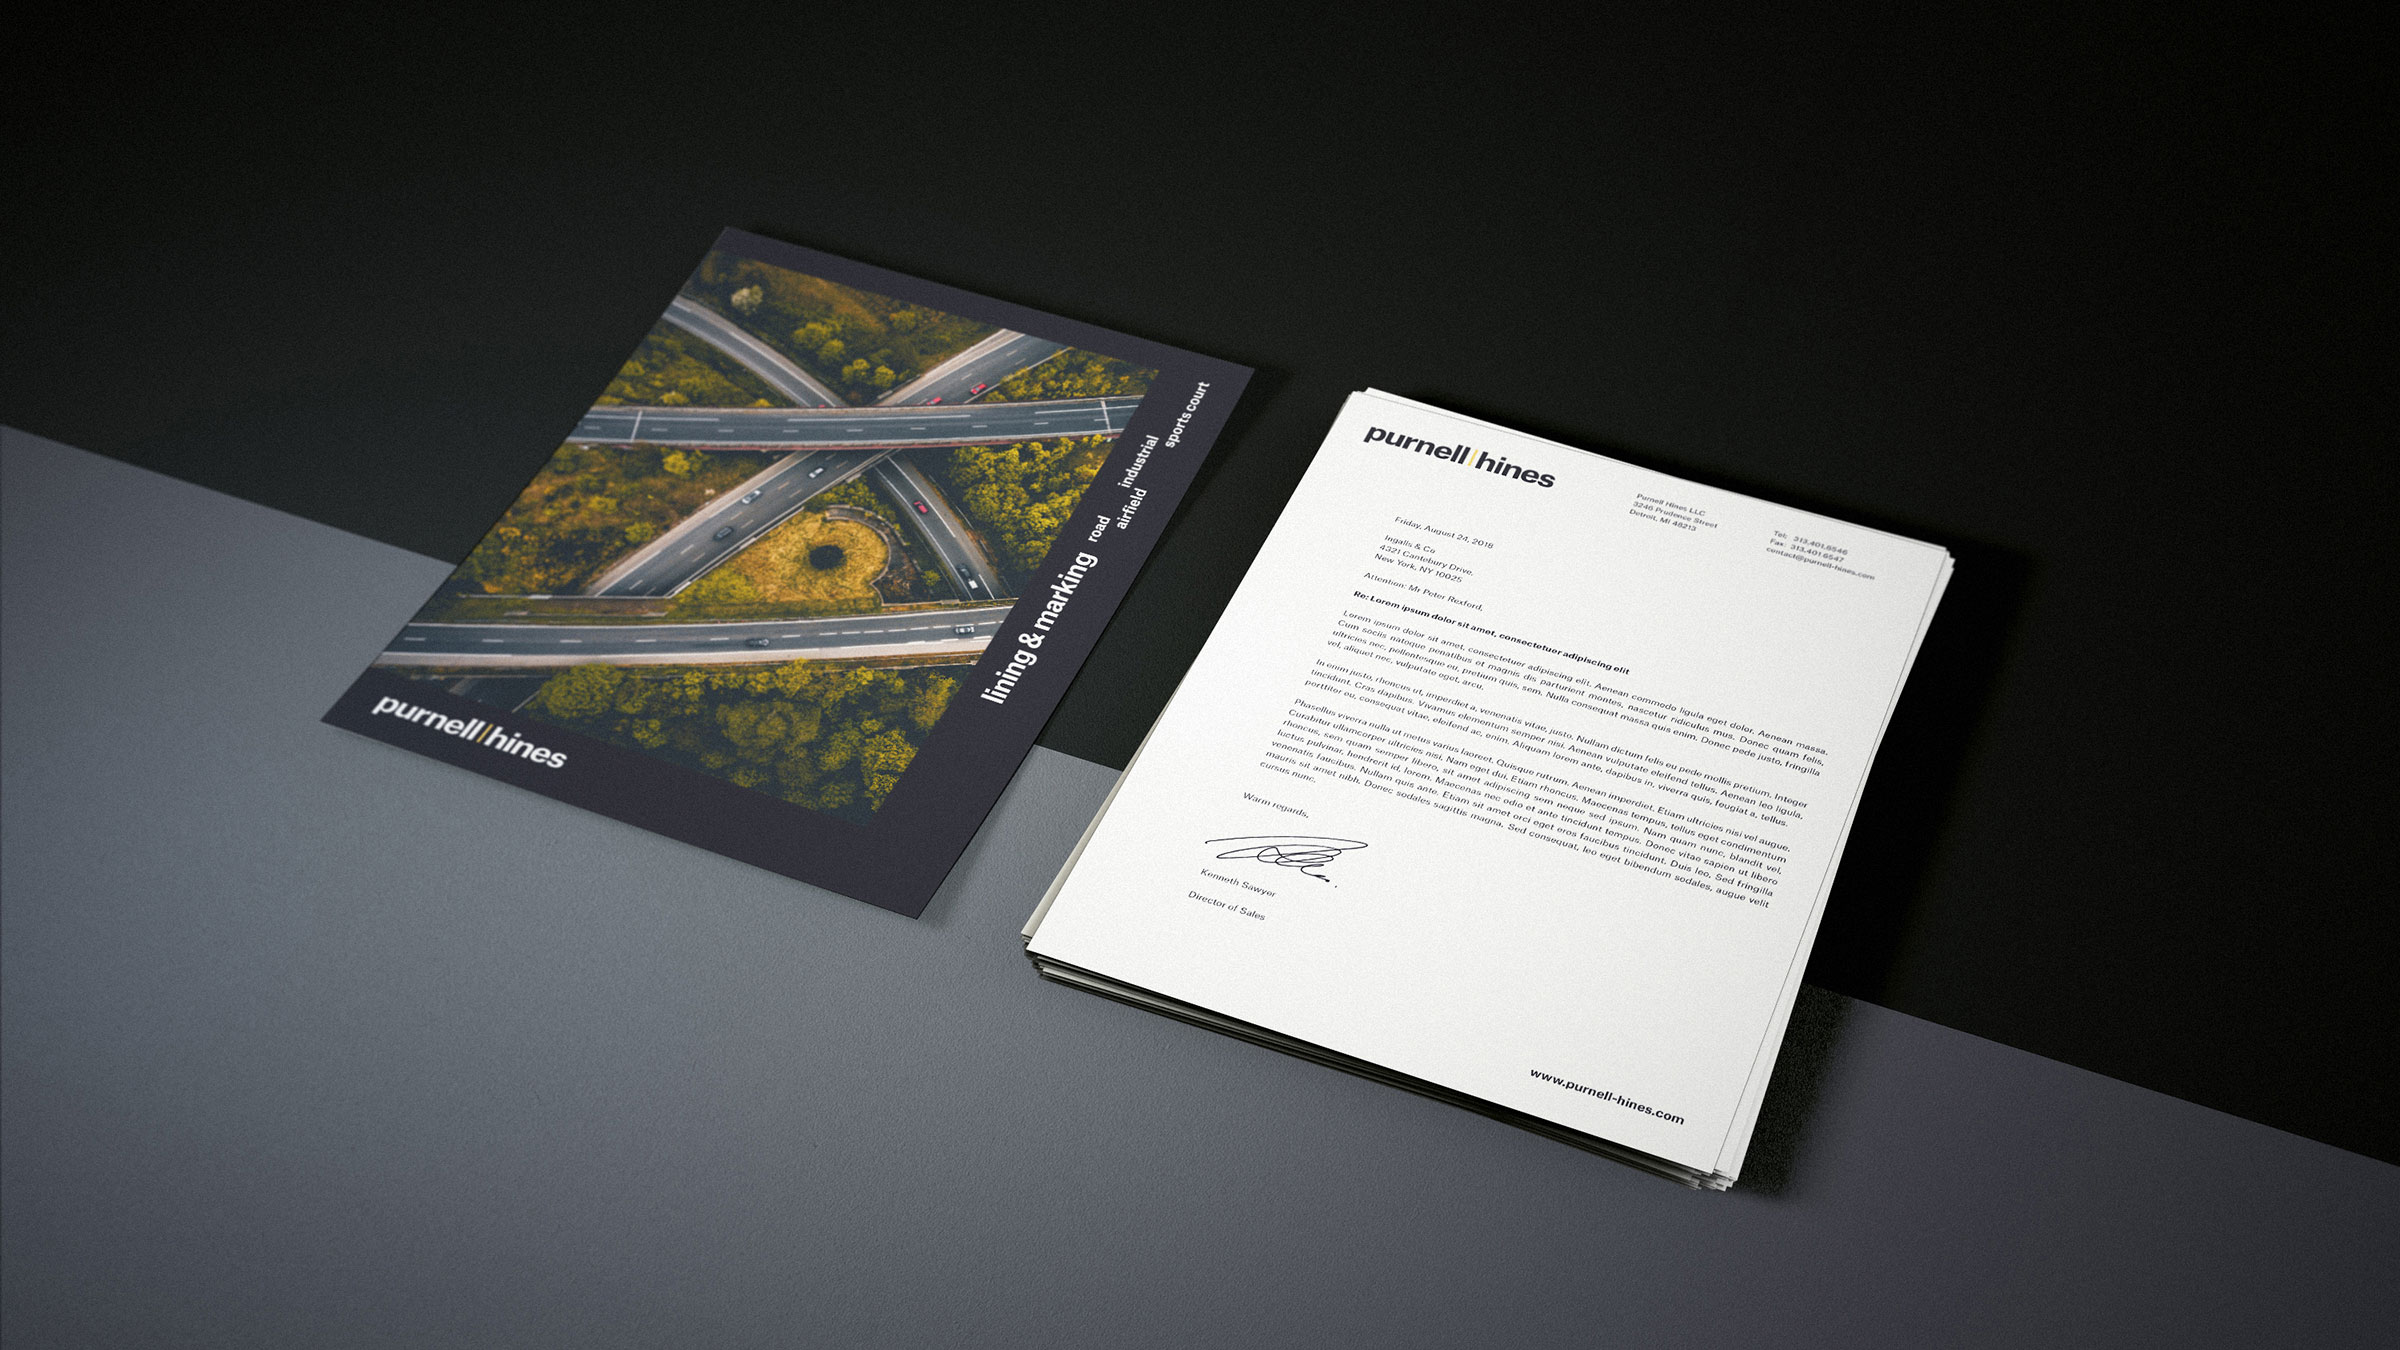 purnell|hines
lining & marking
road
airfield
industrial
sports court
purnell|hines
Purnell Hines LLC
3246 Prudence Street
Detroit, MI 48213
Tel: 313.401.6546
Fax: 313.401.6547
contact@purnell-hines.com
Friday, August 24, 2018
Ingalls & Co
4321 Cantebury Drive,
New York, NY 10025
Attention: Mr Peter Rexford,
Re: Lorem ipsum dolor sit amet, consectetuer adipiscing elit
Lorem ipsum dolor sit amet, consectetuer adipiscing elit. Aenean commodo ligula eget dolor. Aenean massa.
Cum sociis natoque penatibus et magnis dis parturient montes, nascetur ridiculus mus. Donec quam felis,
ultricies nec, pellentesque eu, pretium quis, sem. Nulla consequat massa quis enim. Donec pede justo, fringilla
vel, aliquet nec, vulputate eget, arcu.
In enim justo, rhoncus ut, imperdiet a, venenatis vitae, justo. Nullam dictum felis eu pede mollis pretium. Integer
tincidunt. Cras dapibus. Vivamus elementum semper nisi. Aenean vulputate eleifend tellus. Aenean leo ligula,
porttitor eu, consequat vitae, eleifend ac, enim. Aliquam lorem ante, dapibus in, viverra quis, feugiat a, tellus.
Phasellus viverra nulla ut metus varius laoreet. Quisque rutrum. Aenean imperdiet. Etiam ultricies nisi vel augue.
Curabitur ullamcorper ultricies nisi. Nam eget dui. Etiam rhoncus. Maecenas tempus, tellus eget condimentum
rhoncus, sem quam semper libero, sit amet adipiscing sem neque sed ipsum. Nam quam nunc, blandit vel,
luctus, pulvinar, hendrerit id, lorem. Maecenas nec odio et ante tincidunt tempus. Donec vitae sapien ut libero
venenatis faucibus. Nullam quis ante. Etiam sit amet orci eget eros faucibus tincidunt. Duis leo. Sed fringilla
mauris sit amet nibh. Donec sodales sagittis magna. Sed consequat, leo eget bibendum sodales, augue velit
cursus nunc.
Warm regards,
Kenneth Sawyer
Director of Sales
www.purnell-hines.com